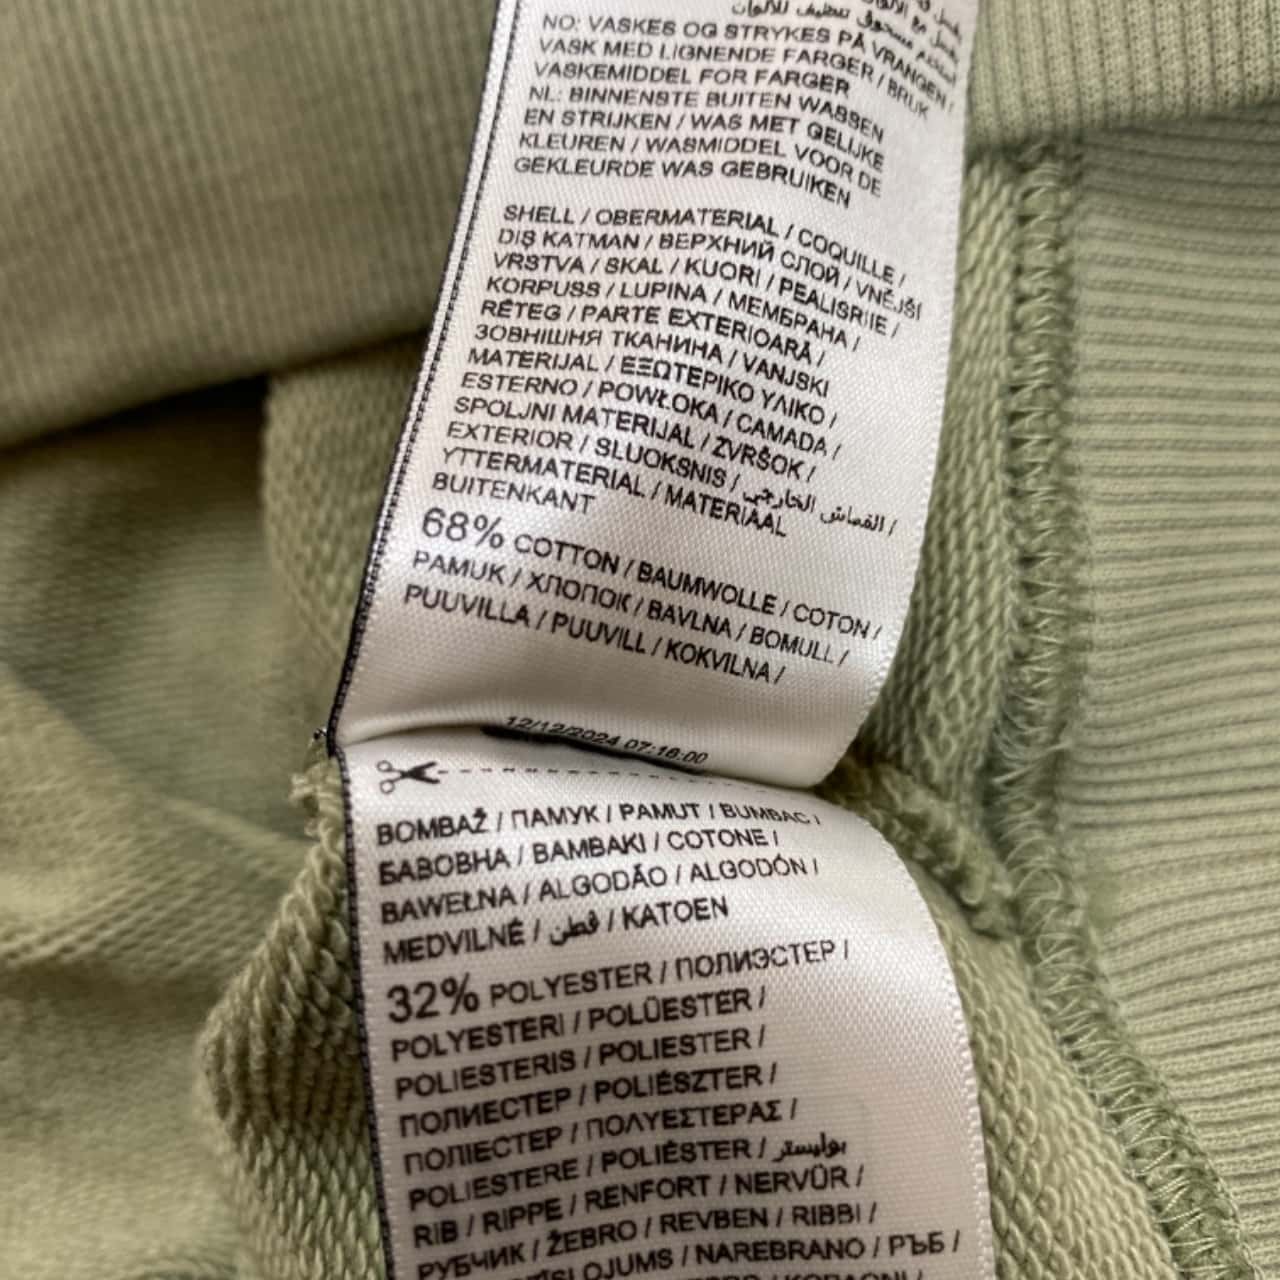 NO: VASKES OG STRYKES PÅ VRANGEN /
VASK MED LIGNENDE FARGER / BRUK
VASKEMIDDEL FOR FARGER
NL: BINNENSTE BUITEN WASSEN
EN STRIJKEN / WAS MET GELIJKE
KLEUREN / WASMIDDEL VOOR DE
GEKLEURDE WAS GEBRUIKEN
SHELL / OBERMATERIAL / COQUILLE /
DIS KATMAN / ВЕРХНИЙ СЛОЙ / VNĚJŠÍ
VRSTVA / SKAL / KUORI / PEALISRIIE /
KORPUSS / LUPINA / МЕМБРАНА /
RÉTEG / PARTE EXTERIOARĂ /
ЗОВНІШНЯ ТКАНИНА / VANJSKI
MATERIJAL / ΕΞΩΤΕΡΙΚΟ ΥΛΙΚΟ /
ESTERNO / POWŁOKA / CAMADA /
SPOLJNI MATERIJAL / ZVRŠOK /
EXTERIOR / SLUOKSNIS / القماش الخارجي /
YTTERMATERIAL / MATERIAAL
BUITENKANT
68% COTTON / BAUMWOLLE / COTON /
PAMUK / ХЛОПОК / BAVLNA / BOMULL /
PUUVILLA / PUUVILL / KOKVILNA /
12/12/2024 07:16:00
BOMBAŽ / ПАМУК / PAMUT / BUMBAC /
БАВОВНА / ΒΑΜΒΑΚΙ / COTONE /
BAWEŁNA / ALGODÃO / ALGODÓN /
MEDVILNĖ / قطن / KATOEN
32% POLYESTER / ПОЛИЭСТЕР /
POLYESTERI / POLÜESTER /
POLIESTERIS / POLIESTER /
ПОЛИЕСТЕР / POLIÉSZTER /
ПОЛІЕСТЕР / ΠΟΛΥΕΣΤΕΡΑΣ /
POLIESTERE / POLIÉSTER / بوليستر
RIB / RIPPE / RENFORT / NERVÜR /
РУБЧИК / ŽEBRO / REVBEN / RIBBI /
NAREBRANO / РЪБ /